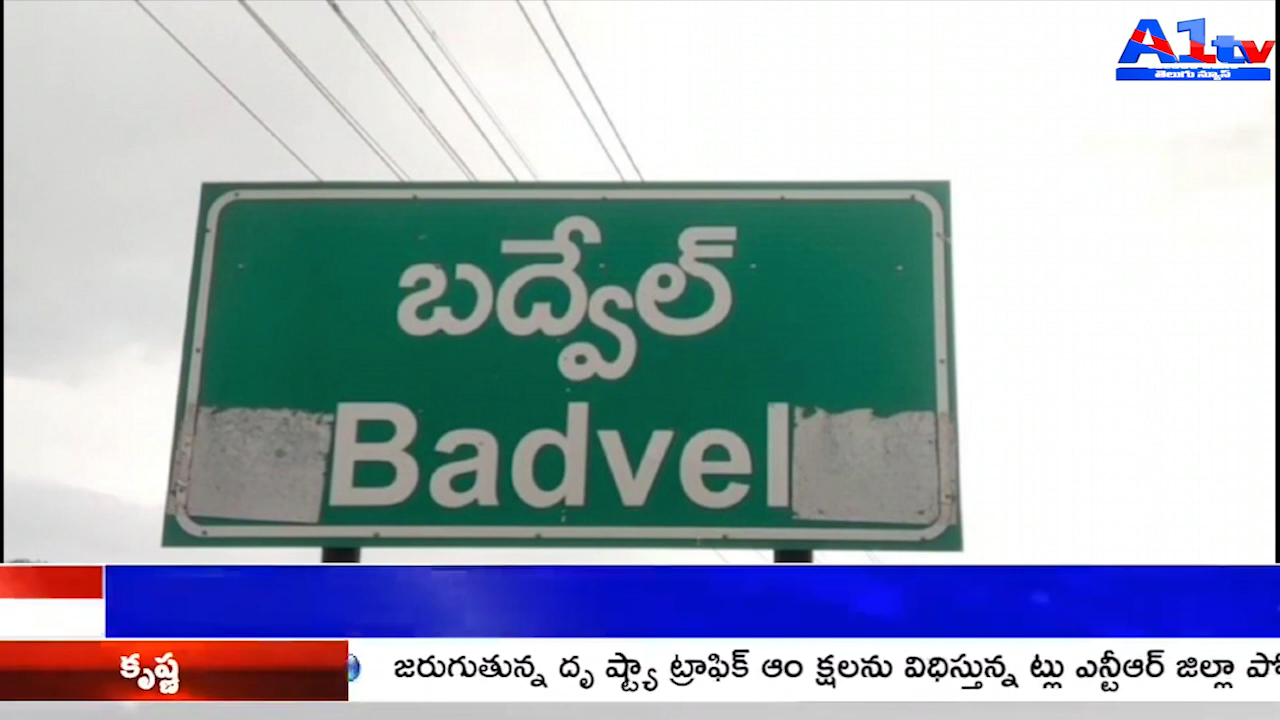 A1tv
తెలుగు న్యూస్
బద్వేల్
Badvel
కృష్ణ
జరుగుతున్న దృ ష్ట్యా ట్రాఫిక్ ఆం క్షలను విధిస్తున్న ట్లు ఎన్టీఆర్ జిల్లా పో